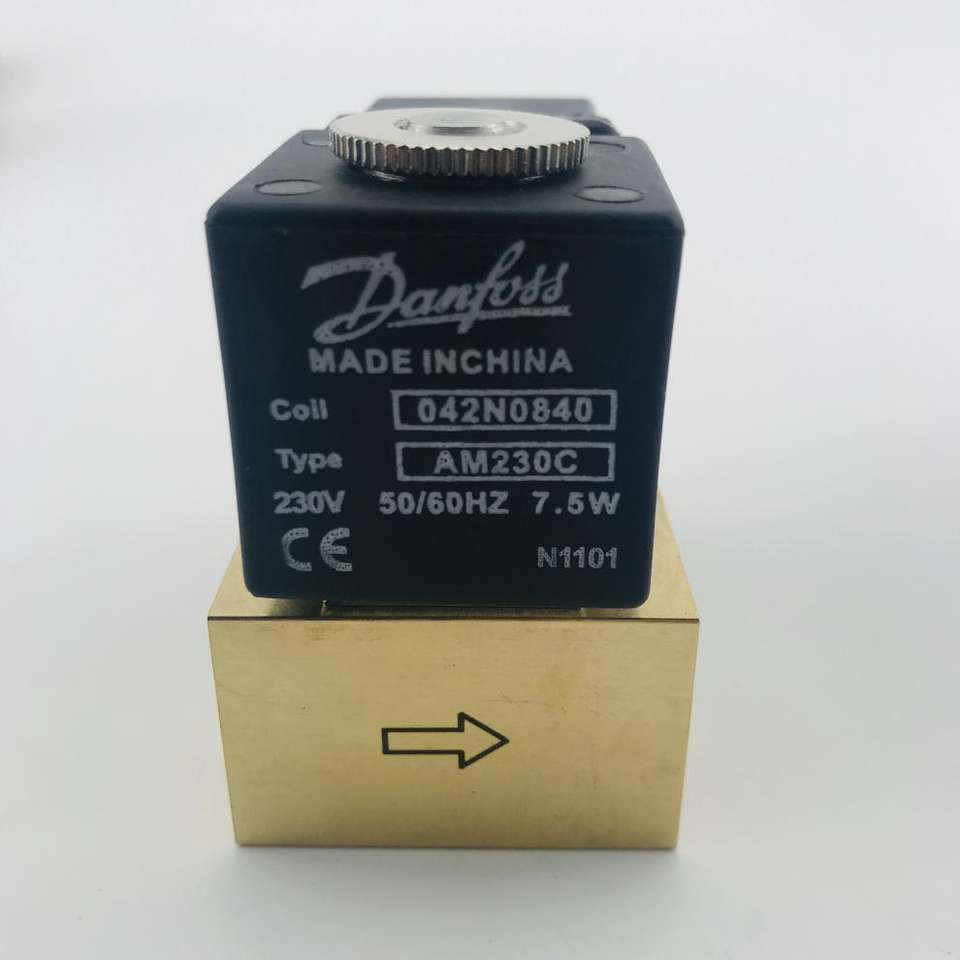 Danfoss
MADE INCHINA
Coil 042N0840
Type AM230C
230V 50/60HZ 7.5W
CE N1101